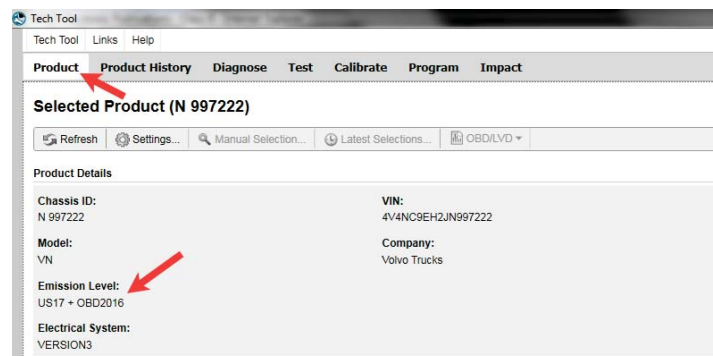 Tech Tool
Tech Tool Links Help
Product Product History Diagnose Test Calibrate Program Impact
Selected Product (N 997222)
Refresh Settings... Manual Selection... Latest Selections... OBD/LVD
Product Details
Chassis ID: VIN:
N 997222 4V4NC9EH2JN997222
Model: Company:
VN Volvo Trucks
Emission Level:
US17 + OBD2016
Electrical System:
VERSION3